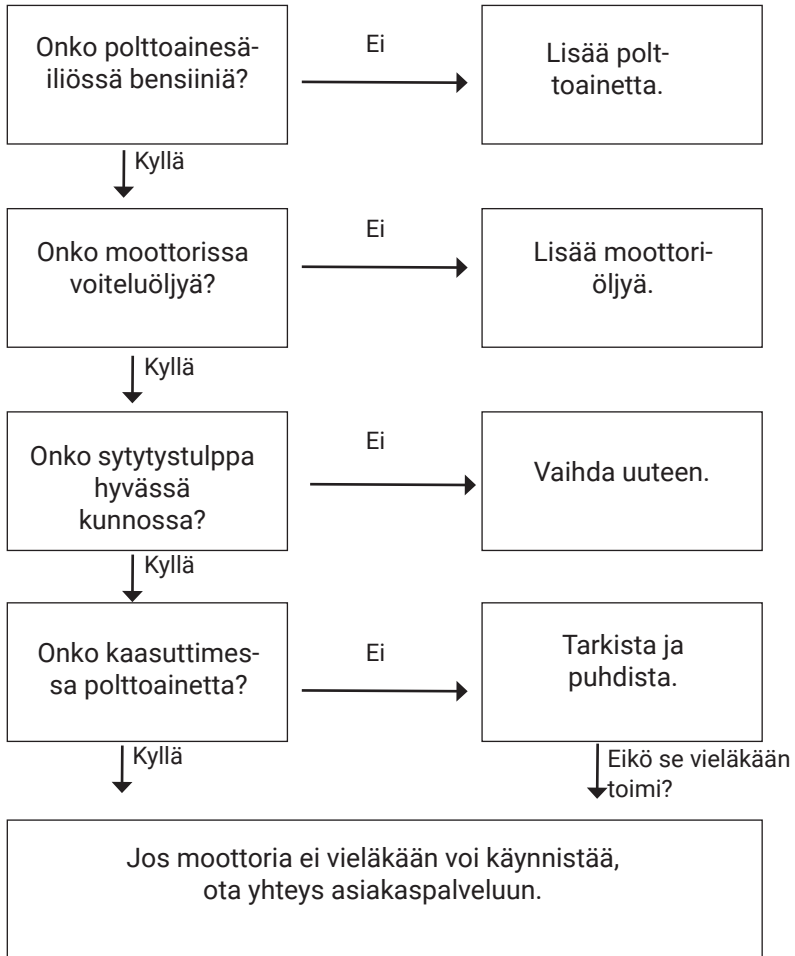 Onko polttoainesä-
iliössä bensiiniä?
Ei
Lisää polt-
toainetta.
Kyllä
Onko moottorissa
voiteluöljyä?
Ei
Lisää moottori-
öljyä.
Kyllä
Onko sytytystulppa
hyvässä
kunnossa?
Ei
Vaihda uuteen.
Kyllä
Onko kaasuttimes-
sa polttoainetta?
Ei
Tarkista ja
puhdista.
Kyllä
Eikö se vieläkään
toimi?
Jos moottoria ei vieläkään voi käynnistää,
ota yhteys asiakaspalveluun.